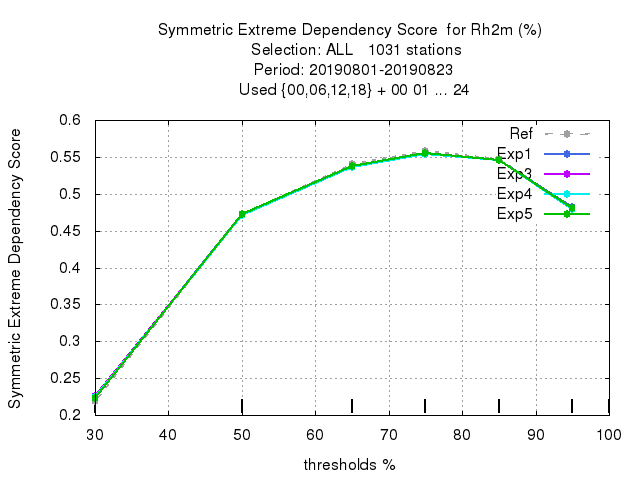 Symmetric Extreme Dependency Score  for Rh2m (%)
Selection: ALL   1031 stations
Period: 20190801-20190823
Used {00,06,12,18} + 00 01 ... 24
Symmetric Extreme Dependency Score
0.6
0.55
0.5
0.45
0.4
0.35
0.3
0.25
0.2
Ref
Exp1
Exp3
Exp4
Exp5
30 40 50 60 70 80 90 100
thresholds %